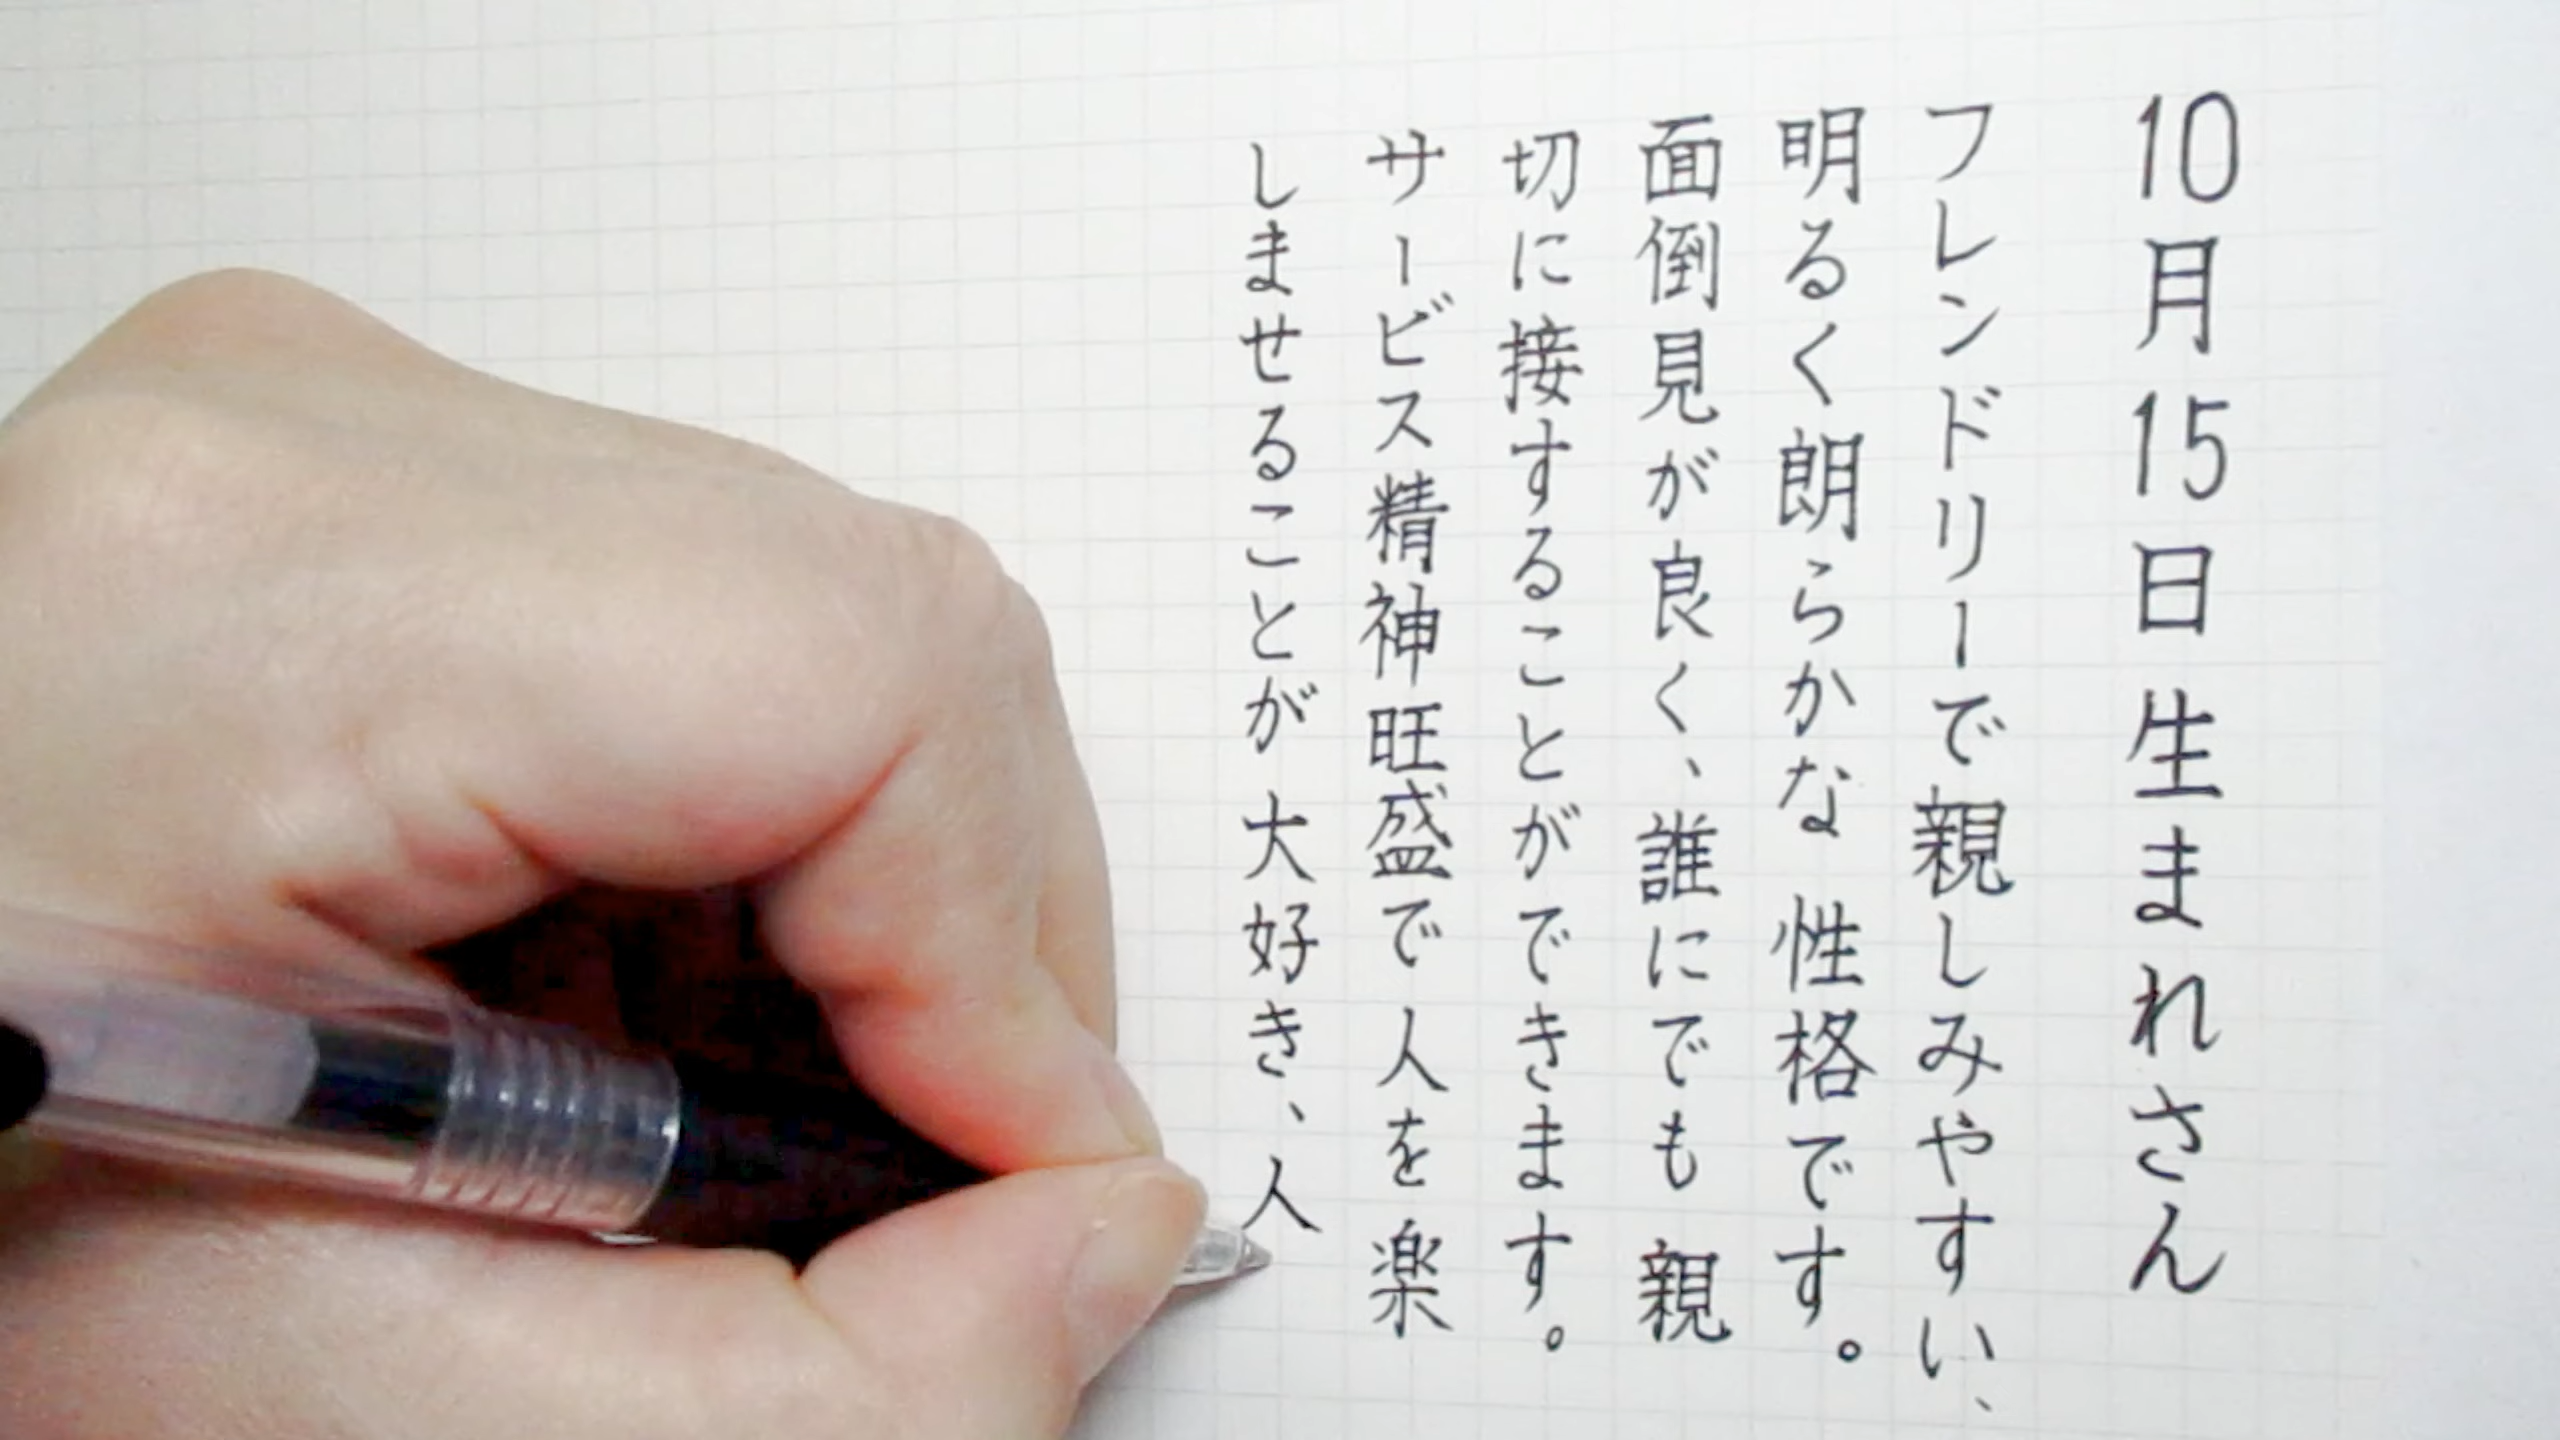 10月15日生まれさん
フレンドリーで親しみやすい、
明るく朗らかな性格です。
面倒見が良く、誰にでも親
切に接することができます。
サービス精神旺盛で人を楽
しませることが大好き、人